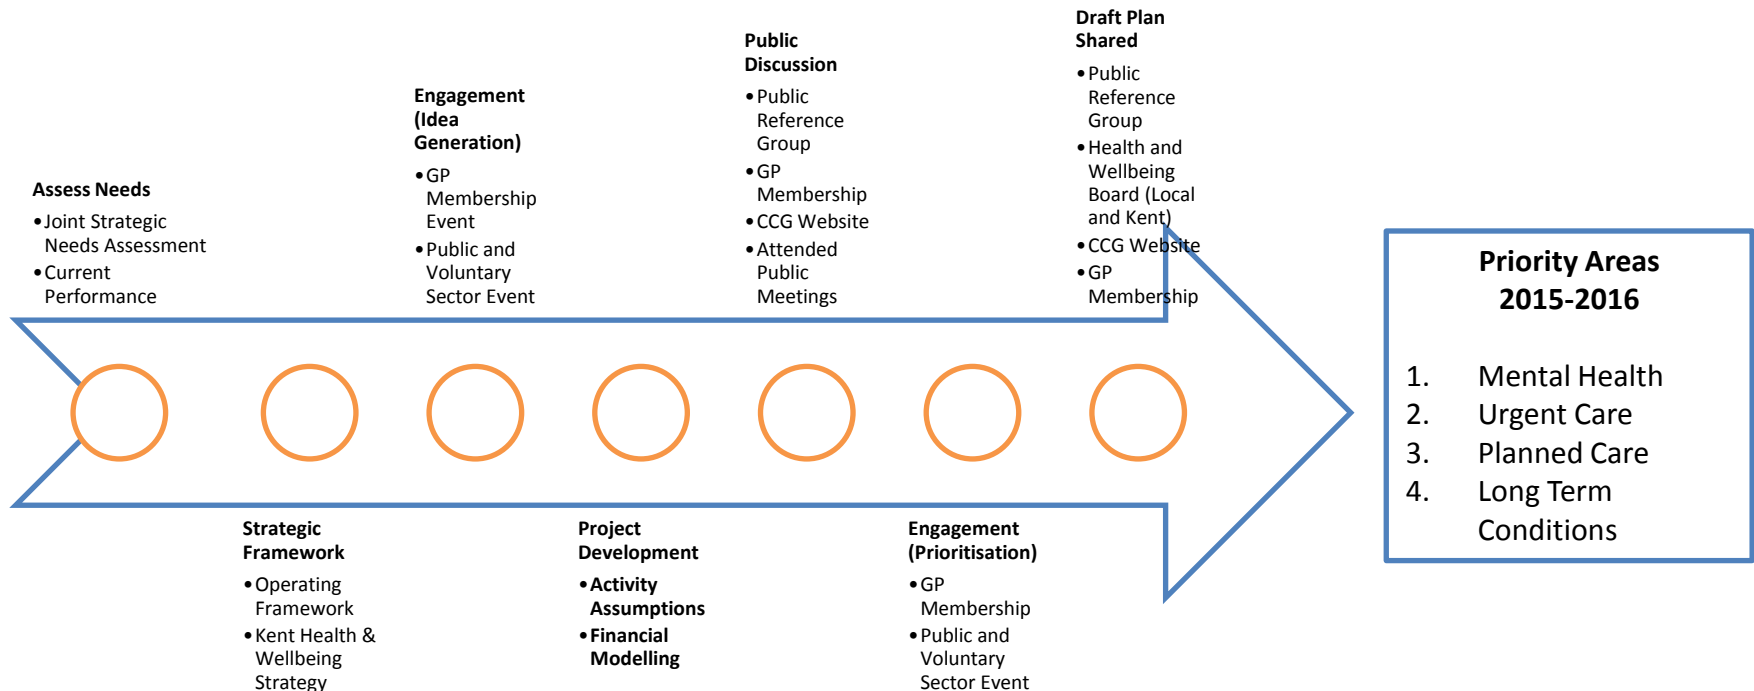 Assess Needs
•Joint Strategic
Needs Assessment
•Current
Performance
Strategic
Framework
•Operating
Framework
•Kent Health &
Wellbeing
Strategy
Engagement
(Idea
Generation)
•GP
Membership
Event
•Public and
Voluntary
Sector Event
Project
Development
•Activity
Assumptions
•Financial
Modelling
Public
Discussion
•Public
Reference
Group
•GP
Membership
•CCG Website
•Attended
Public
Meetings
Engagement
(Prioritisation)
•GP
Membership
•Public and
Voluntary
Sector Event
Draft Plan
Shared
•Public
Reference
Group
•Health and
Wellbeing
Board (Local
and Kent)
•CCG Website
•GP
Membership
Priority Areas
2015-2016
1. Mental Health
2. Urgent Care
3. Planned Care
4. Long Term
Conditions